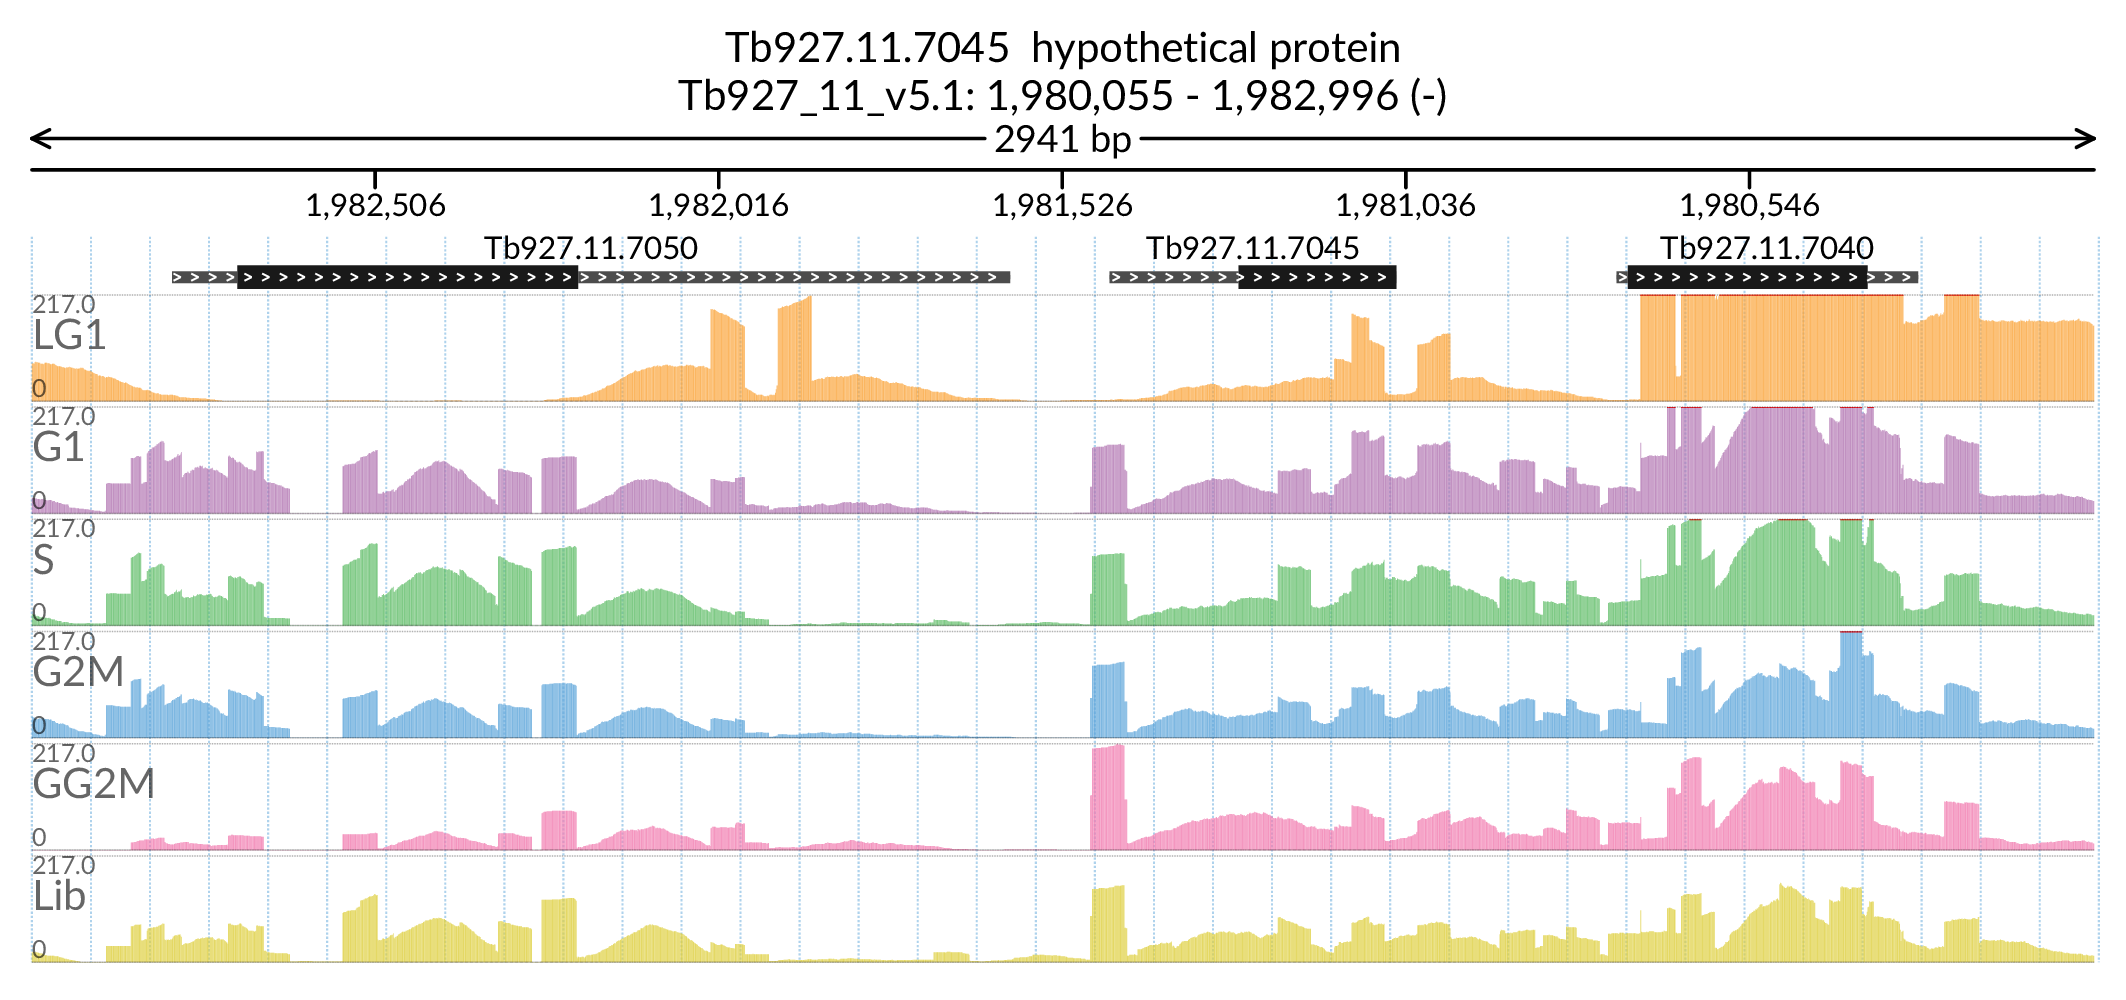 Tb927.11.7045 hypothetical protein
Tb927_11_v5.1: 1,980,055 - 1,982,996 (-)
2941 bp
1,982,506 1,982,016 1,981,526 1,981,036 1,980,546
Tb927.11.7050 Tb927.11.7045 Tb927.11.7040
217.0
LG1
0
217.0
G1
0
217.0
S
0
217.0
G2M
0
217.0
GG2M
0
217.0
Lib
0